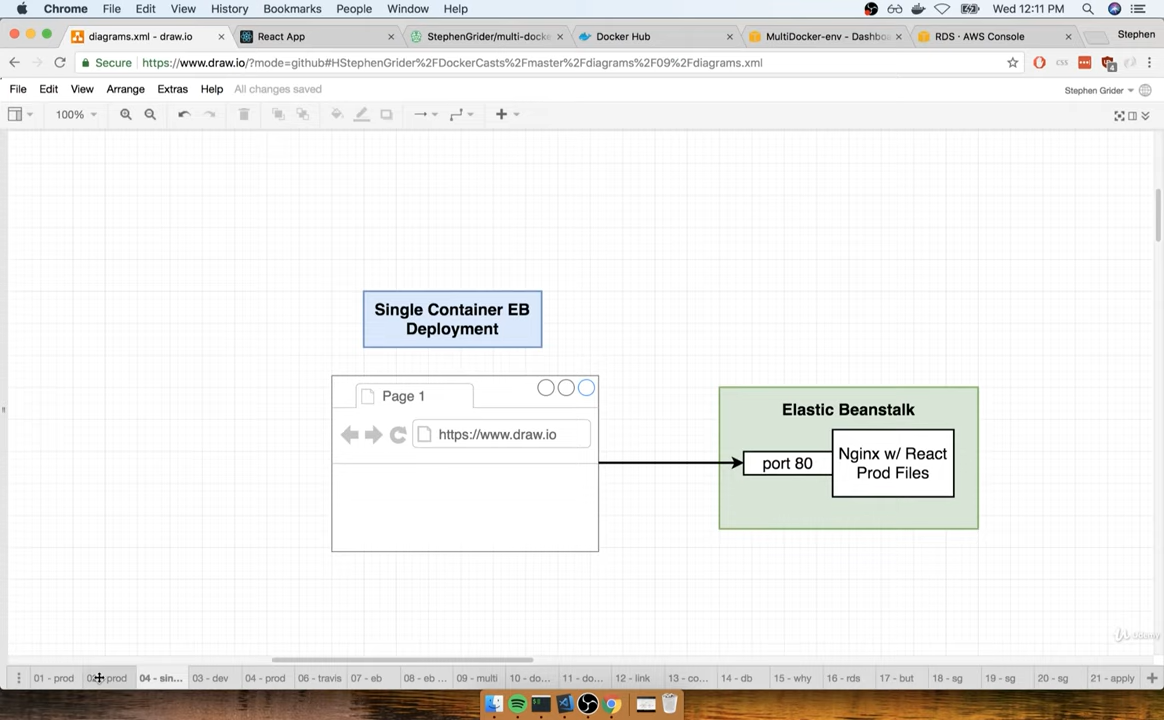 Chrome File Edit View History Bookmarks People Window Help
Wed 12:11 PM
diagrams.xml - draw.io
React App
StephenGrider/multi-docke
Docker Hub
MultiDocker-env - Dashboa
RDS · AWS Console
Stephen
Secure https://www.draw.io/?mode=github#HStephenGrider%2FDockerCasts%2Fmaster%2Fdiagrams%2F09%2Fdiagrams.xml
css
4
File Edit View Arrange Extras Help All changes saved
Stephen Grider
100%
Single Container EB
Deployment
Page 1
https://www.draw.io
Elastic Beanstalk
port 80
Nginx w/ React
Prod Files
Udemy
01 - prod
prod
04 - sin...
03 - dev
04 - prod
06 - travis
07 - eb
08 - eb ...
09 - multi
10 - do...
11 - do...
12 - link
13 - co...
14 - db
15 - why
16 - rds
17 - but
18 - sg
19 - sg
20 - sg
21 - apply